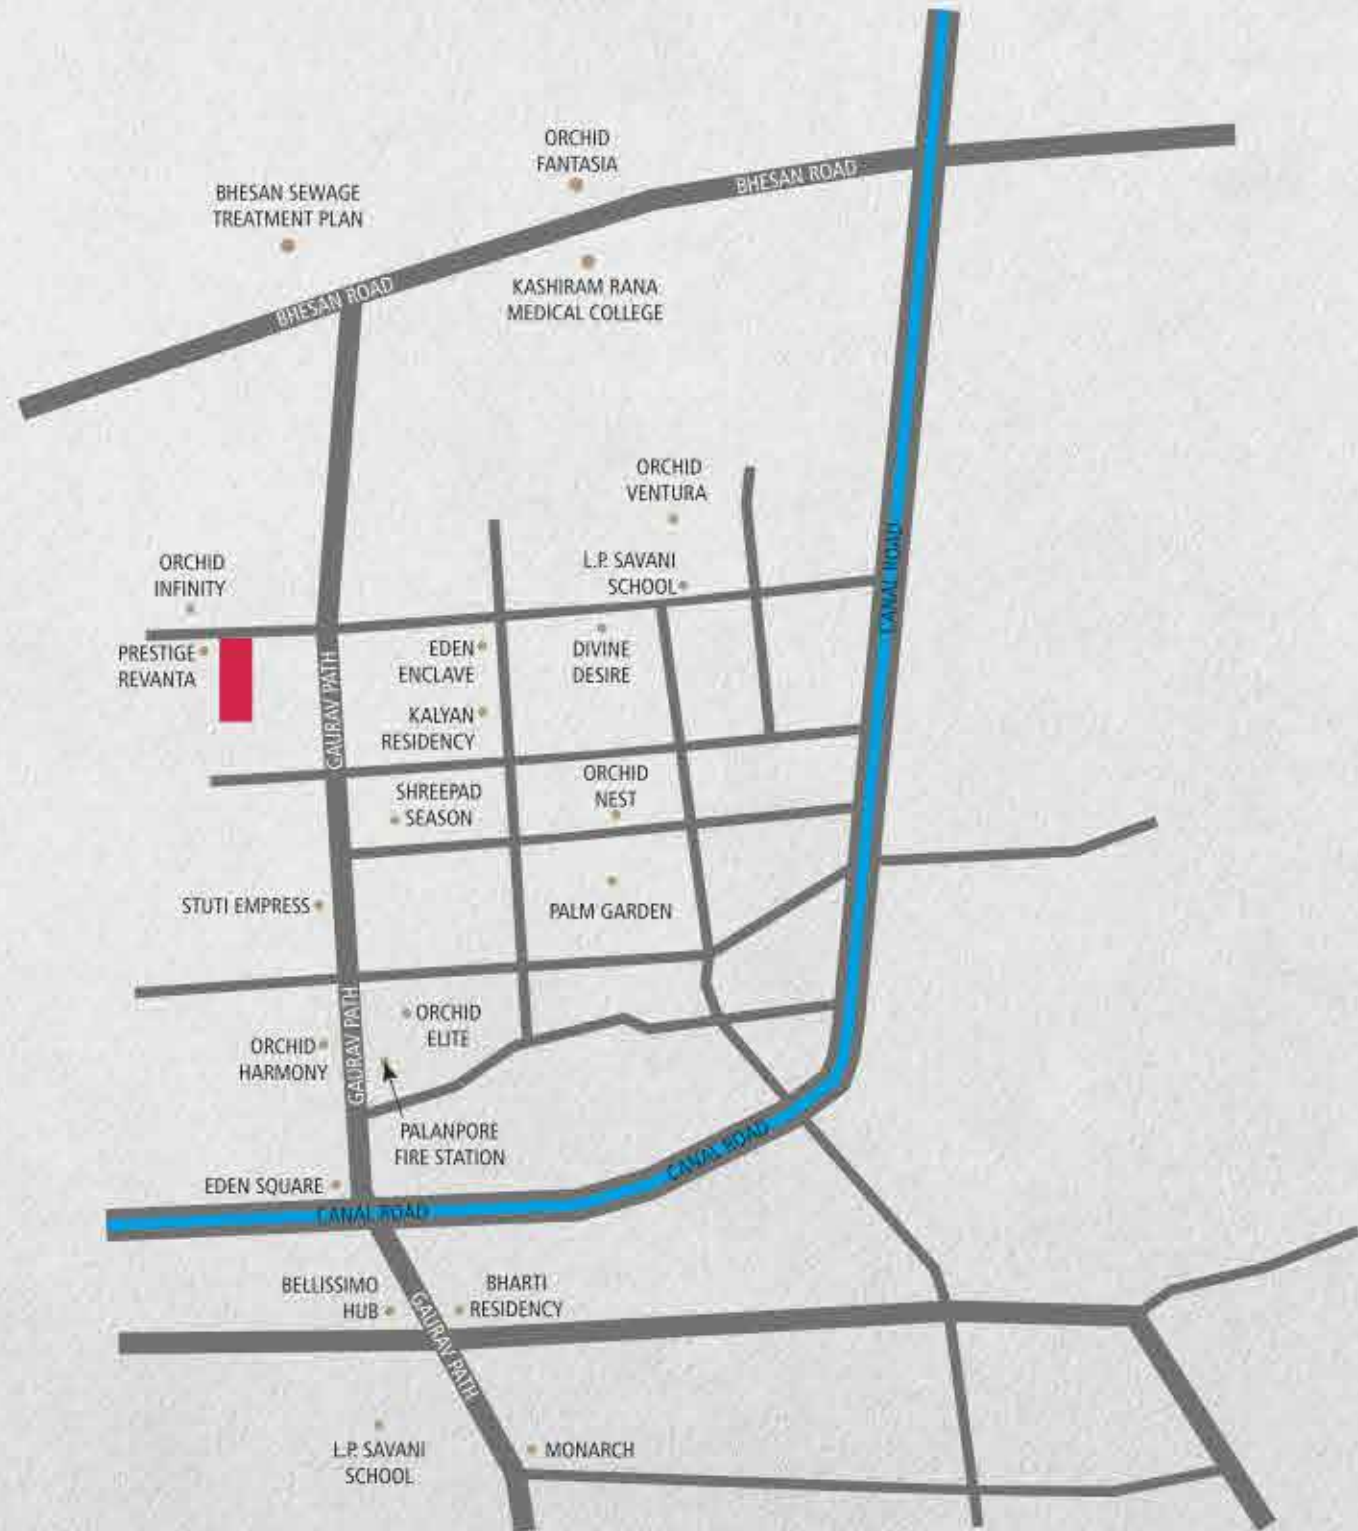 ORCHID
FANTASIA
BHESAN ROAD
BHESAN SEWAGE
TREATMENT PLAN
BHESAN ROAD
KASHIRAM RANA
MEDICAL COLLEGE
ORCHID
VENTURA
CANAL ROAD
ORCHID
INFINITY
L.P. SAVANI
SCHOOL
PRESTIGE
REVANTA
GAURAV PATH
EDEN
ENCLAVE
DIVINE
DESIRE
KALYAN
RESIDENCY
SHREEPAD
SEASON
ORCHID
NEST
STUTI EMPRESS
PALM GARDEN
GAURAV PATH
ORCHID
ELITE
ORCHID
HARMONY
PALANPORE
FIRE STATION
CANAL ROAD
EDEN SQUARE
CANAL ROAD
BELLISSIMO
HUB
BHARTI
RESIDENCY
GAURAV PATH
L.P. SAVANI
SCHOOL
MONARCH